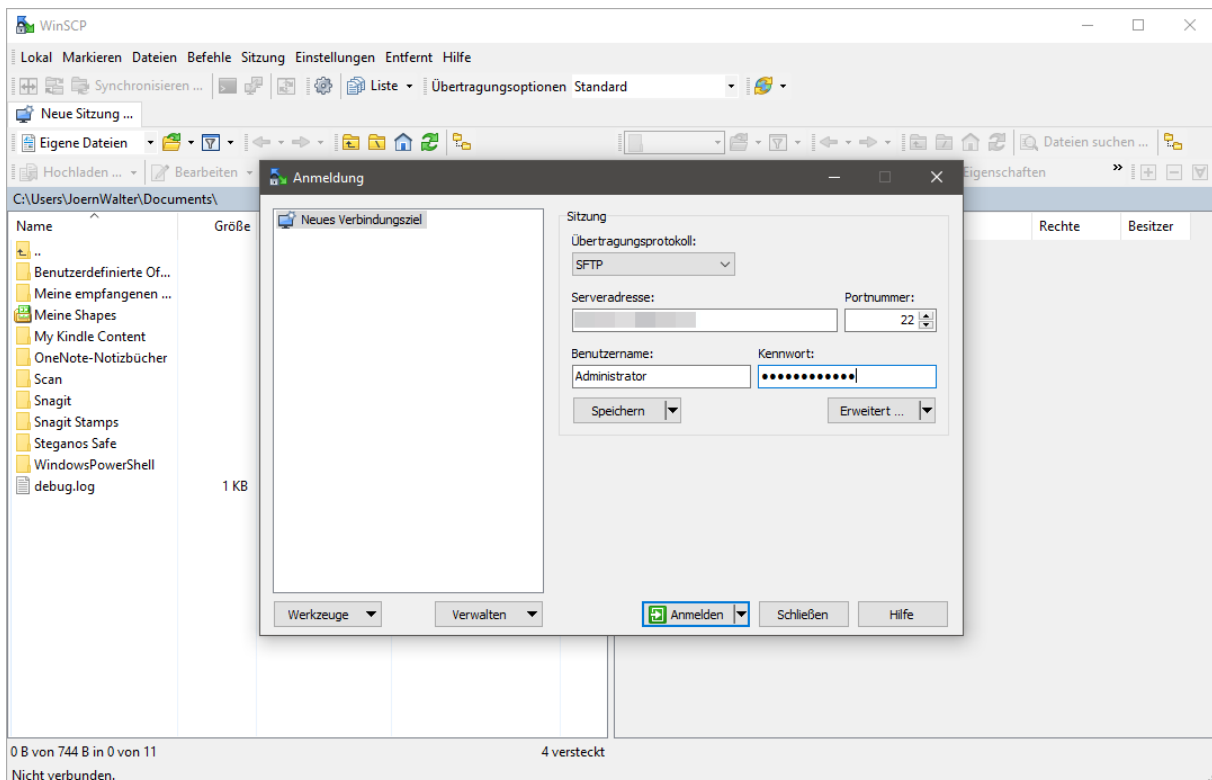 WinSCP
Lokal Markieren Dateien Befehle Sitzung Einstellungen Entfernt Hilfe
Synchronisieren ... Liste Übertragungsoptionen Standard
Neue Sitzung ...
Eigene Dateien Dateien suchen ...
Hochladen ... Bearbeiten Eigenschaften
C:\Users\JoernWalter\Documents\
Name Größe Rechte Besitzer
..
Benutzerdefinierte Of...
Meine empfangenen ...
Meine Shapes
My Kindle Content
OneNote-Notizbücher
Scan
Snagit
Snagit Stamps
Steganos Safe
WindowsPowerShell
debug.log 1 KB
Anmeldung
Neues Verbindungsziel
Sitzung
Übertragungsprotokoll:
SFTP
Serveradresse: Portnummer:
22
Benutzername: Kennwort:
Administrator ••••••••••••
Speichern Erweitert ...
Werkzeuge Verwalten Anmelden Schließen Hilfe
0 B von 744 B in 0 von 11 4 versteckt
Nicht verbunden.